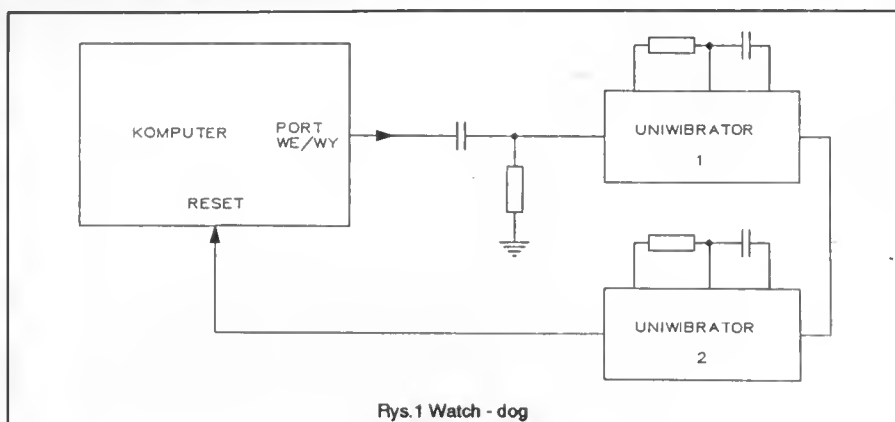 KOMPUTER
PORT
WE/WY
RESET
UNIWIBRATOR
1
UNIWIBRATOR
2
Rys.1 Watch - dog